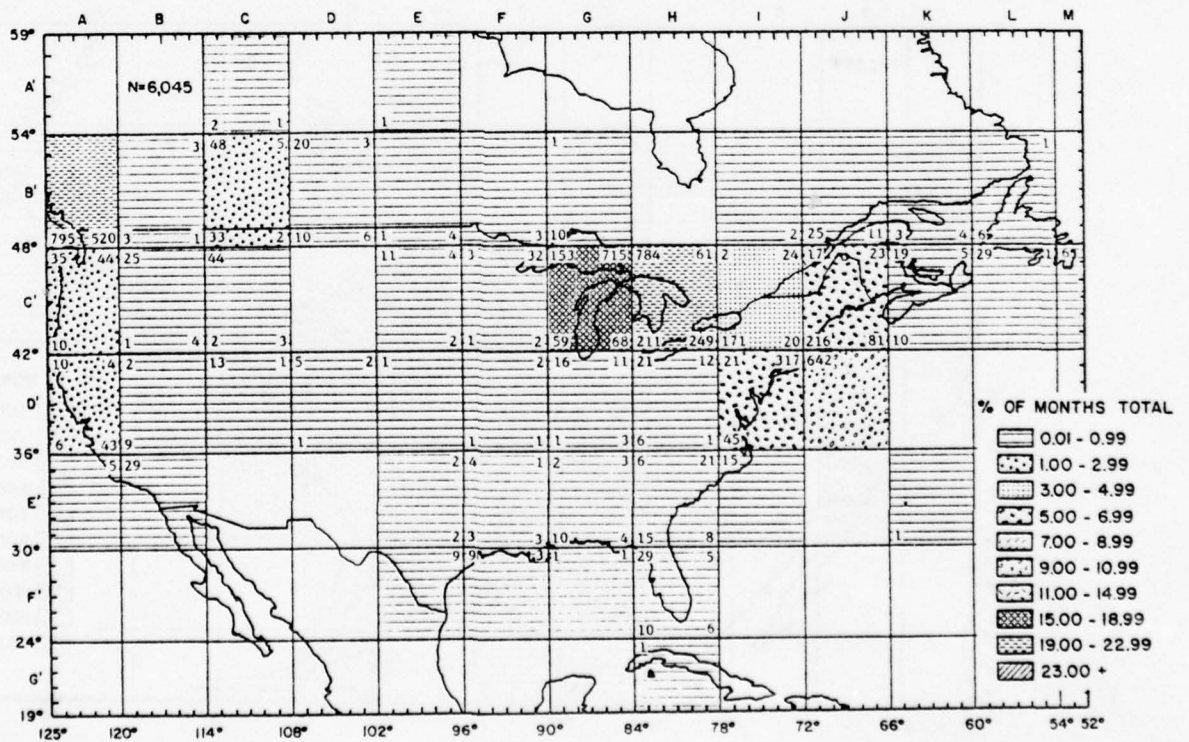 A B C D E F G H I J K L M
59°
A'
N=6,045
2 1 1
54°
3 48 5 20 3 1 1
B'
795 520 3 1 33 2 10 6 1 4 3 10 2 25 11 3 4 6
48°
35 44 25 44 11 4 3 32 153 715 784 61 2 24 17 23 19 5 29 1 6
C'
10 1 4 2 3 2 1 2 59 68 211 249 171 20 216 81 10
42°
10 4 2 13 1 5 2 1 2 16 11 21 12 21 317 642
D'
6 43 9 1 1 1 1 3 6 1 45
36°
5 29 2 4 1 2 3 6 21 15
E'
2 3 3 10 4 15 8 1
30°
9 9 3 1 1 29 5
F'
10 6
24°
1
G'
19°
125° 120° 114° 108° 102° 96° 90° 84° 78° 72° 66° 60° 54° 52°
% OF MONTHS TOTAL
0.01 - 0.99
1.00 - 2.99
3.00 - 4.99
5.00 - 6.99
7.00 - 8.99
9.00 - 10.99
11.00 - 14.99
15.00 - 18.99
19.00 - 22.99
23.00 +